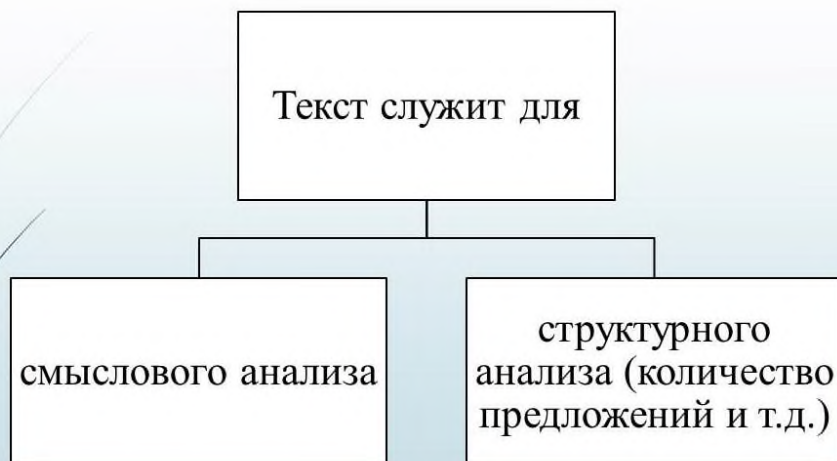 Текст служит для
смыслового анализа
структурного
анализа (количество
предложений и т.д.)